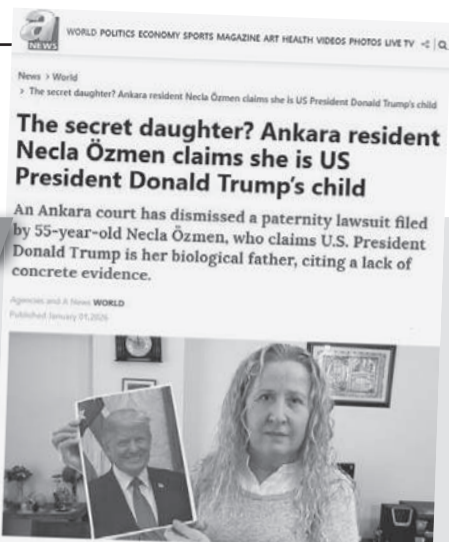 a
NEWS
WORLD POLITICS ECONOMY SPORTS MAGAZINE ART HEALTH VIDEOS PHOTOS LIVE TV
News > World
> The secret daughter? Ankara resident Necla Özmen claims she is US President Donald Trump's child
The secret daughter? Ankara resident
Necla Özmen claims she is US
President Donald Trump's child
An Ankara court has dismissed a paternity lawsuit filed
by 55-year-old Necla Özmen, who claims U.S. President
Donald Trump is her biological father, citing a lack of
concrete evidence.
Agencies and A News WORLD
Published January 01, 2026